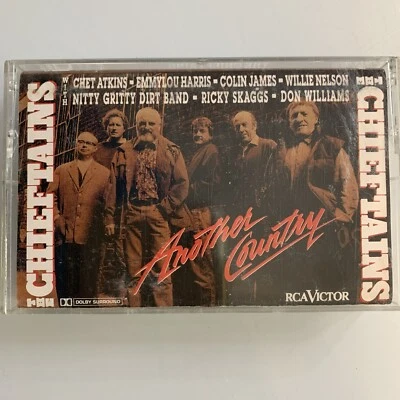 THE CHIEFTAINS
WITH
CHET ATKINS - EMMYLOU HARRIS - COLIN JAMES - WILLIE NELSON -
NITTY GRITTY DIRT BAND - RICKY SKAGGS - DON WILLIAMS
Another
Country
DOLBY SURROUND
RCA VICTOR
THE CHIEFTAINS